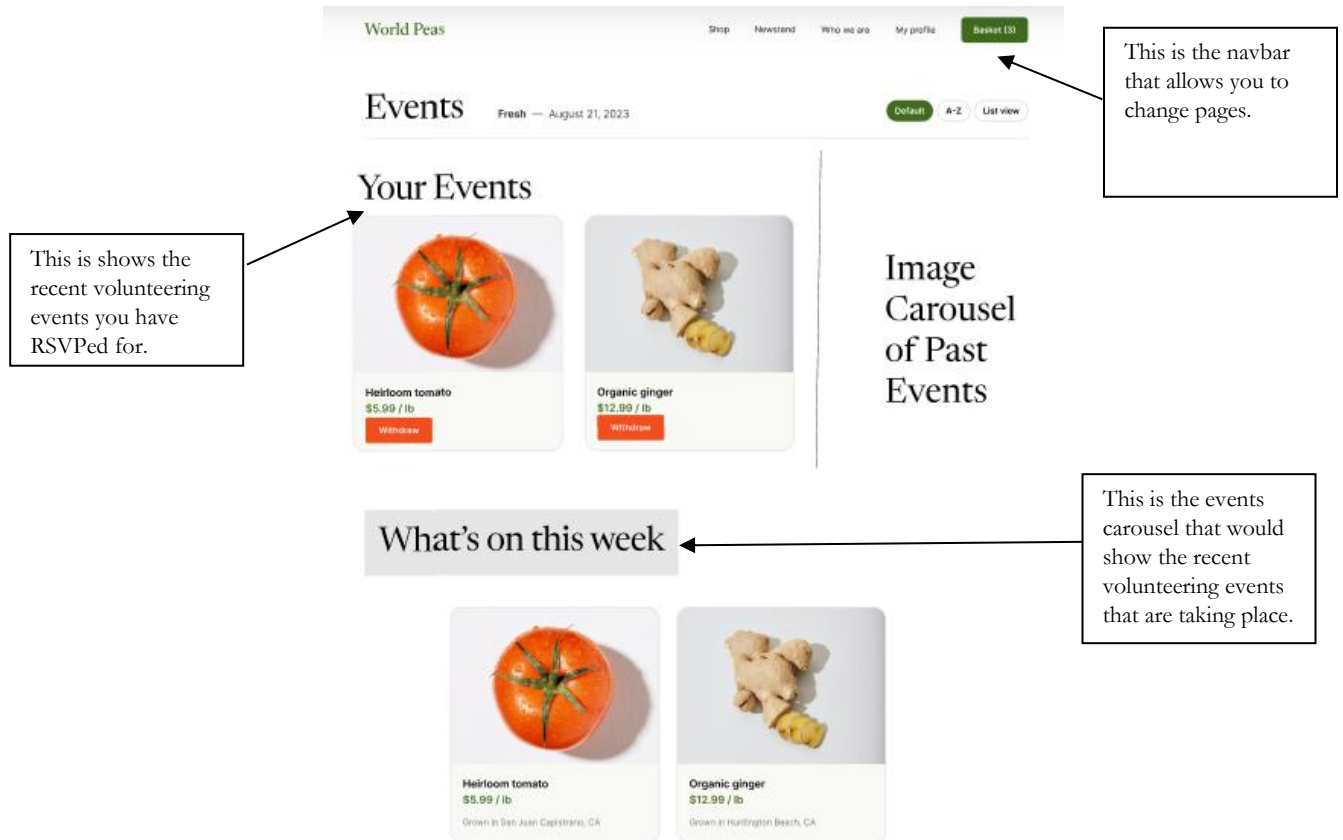 World Peas
Shop Newstand Who we are My profile Basket (3)
This is the navbar
that allows you to
change pages.
Events Fresh — August 21, 2023 Default A-Z List view
Your Events
This is shows the
recent volunteering
events you have
RSVPed for.
Heirloom tomato
$5.99 / lb
Withdraw
Organic ginger
$12.99 / lb
Withdraw
Image
Carousel
of Past
Events
What's on this week
This is the events
carousel that would
show the recent
volunteering events
that are taking place.
Heirloom tomato
$5.99 / lb
Grown in San Juan Capistrano, CA
Organic ginger
$12.99 / lb
Grown in Huntington Beach, CA